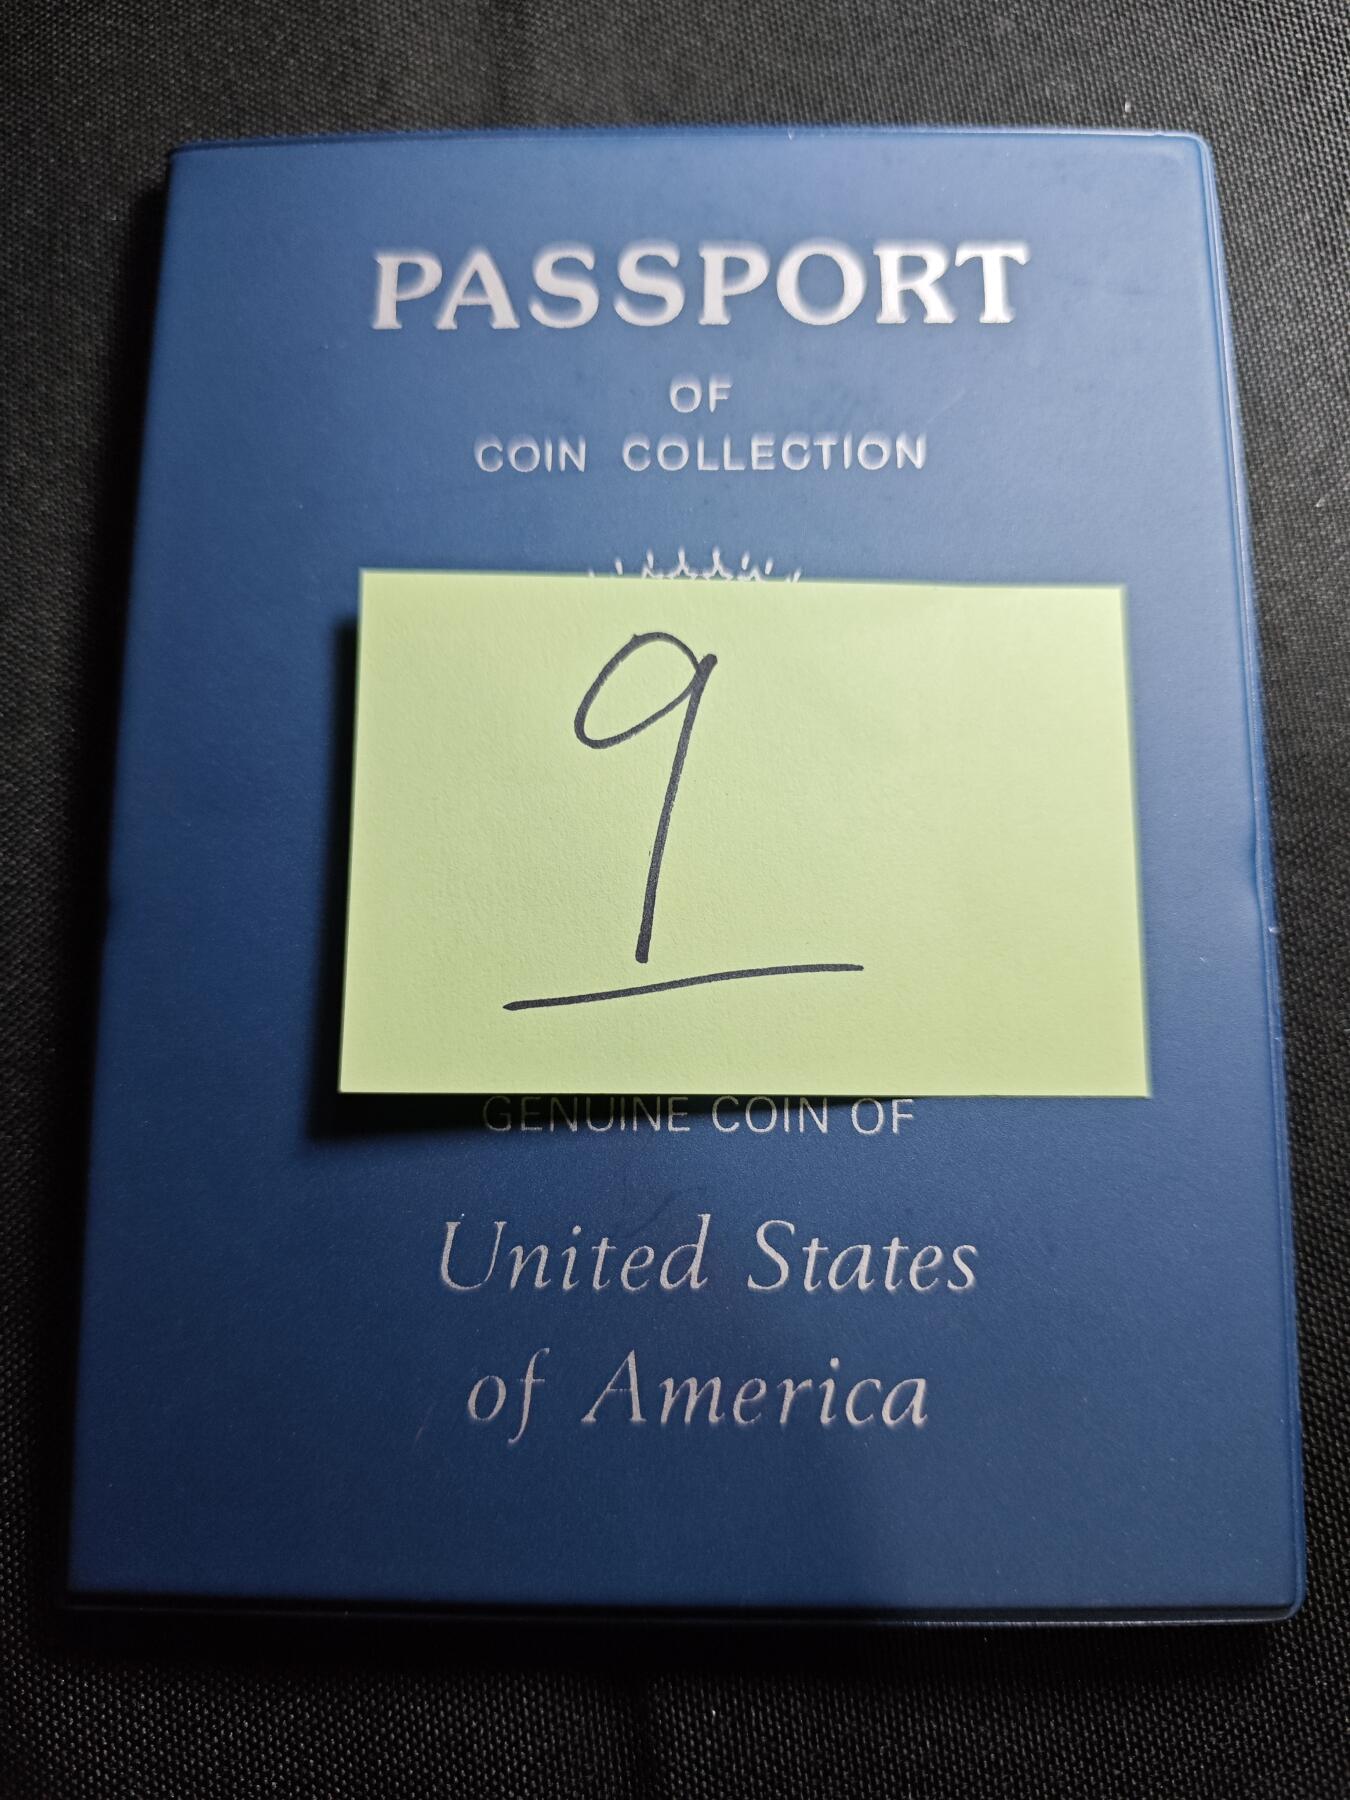 PASSPORT
OF
COIN COLLECTION
9
GENUINE COIN OF
United States
of America